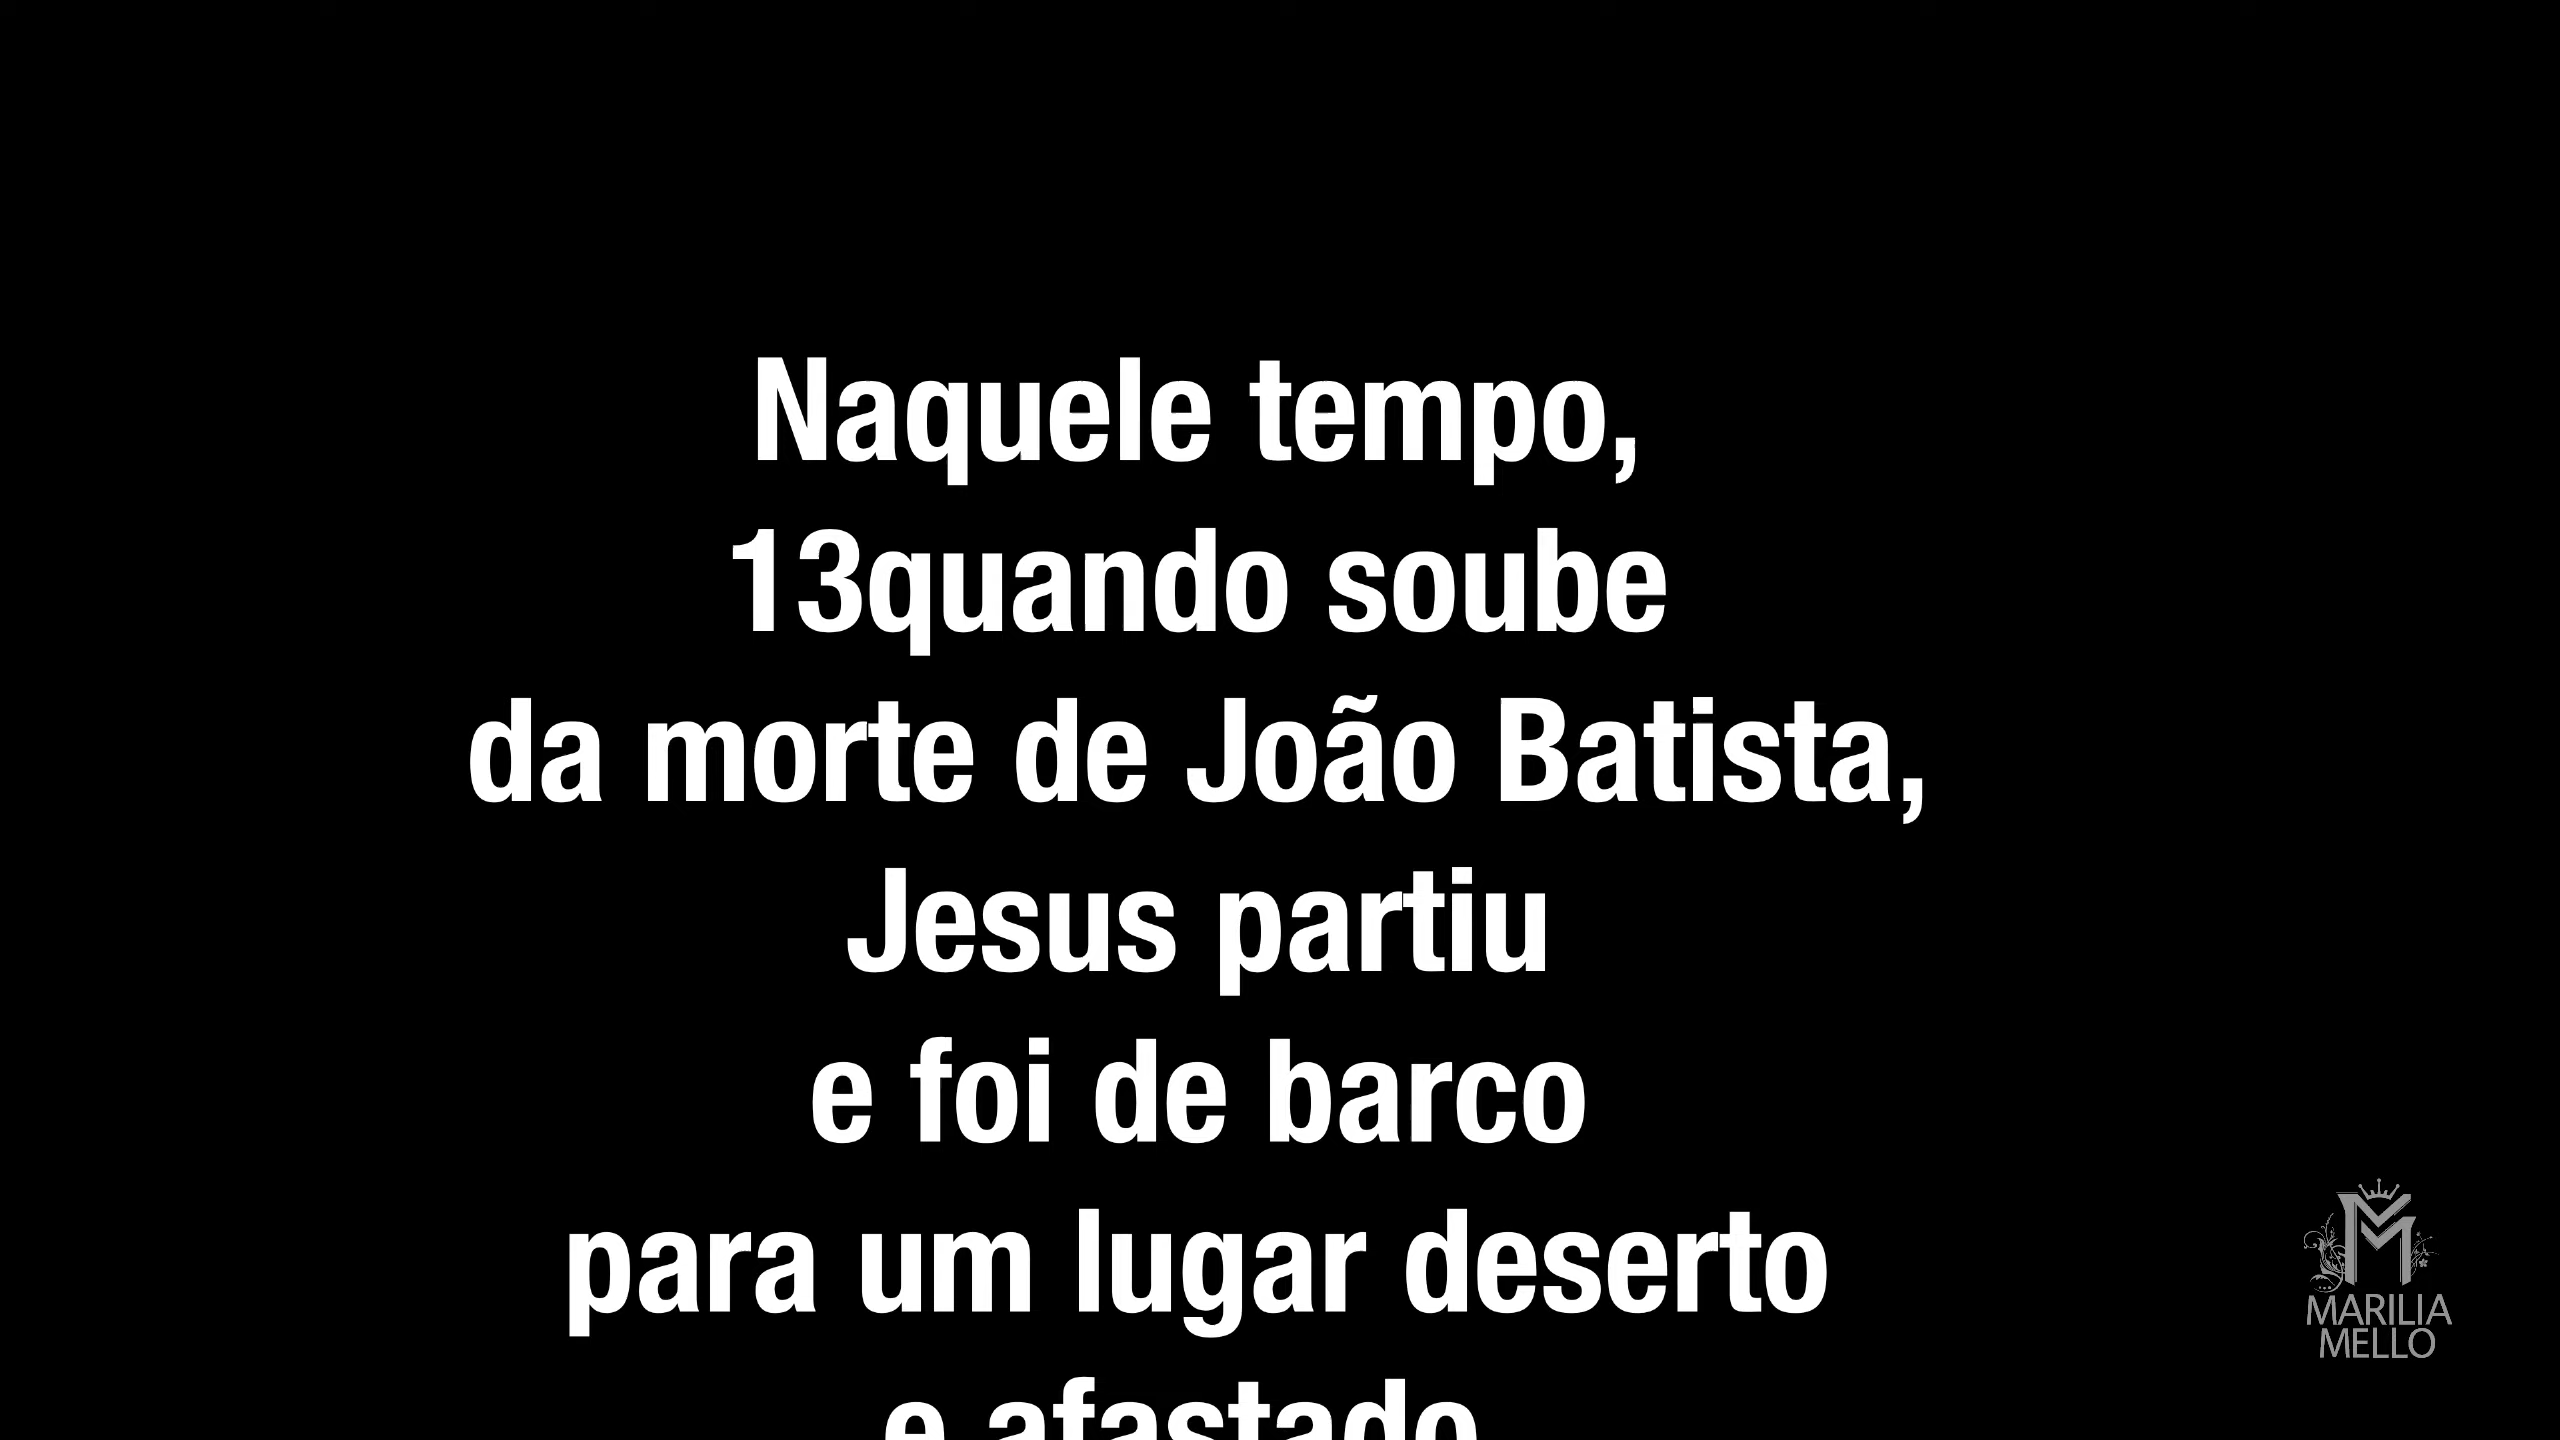 Naquele tempo,
13quando soube
da morte de João Batista,
Jesus partiu
e foi de barco
para um lugar deserto
e afastado
MARILIA
MELLO